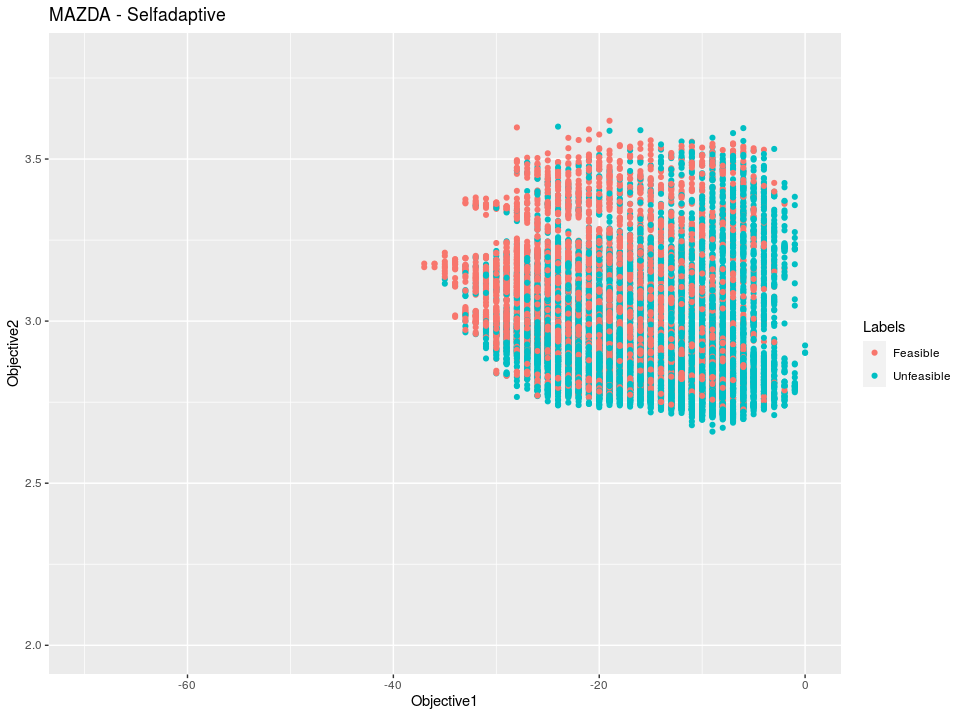 MAZDA - Selfadaptive
3.5
3.0
2.5
2.0
-60
-40
-20
0
Objective1
Objective2
Labels
Feasible
Unfeasible